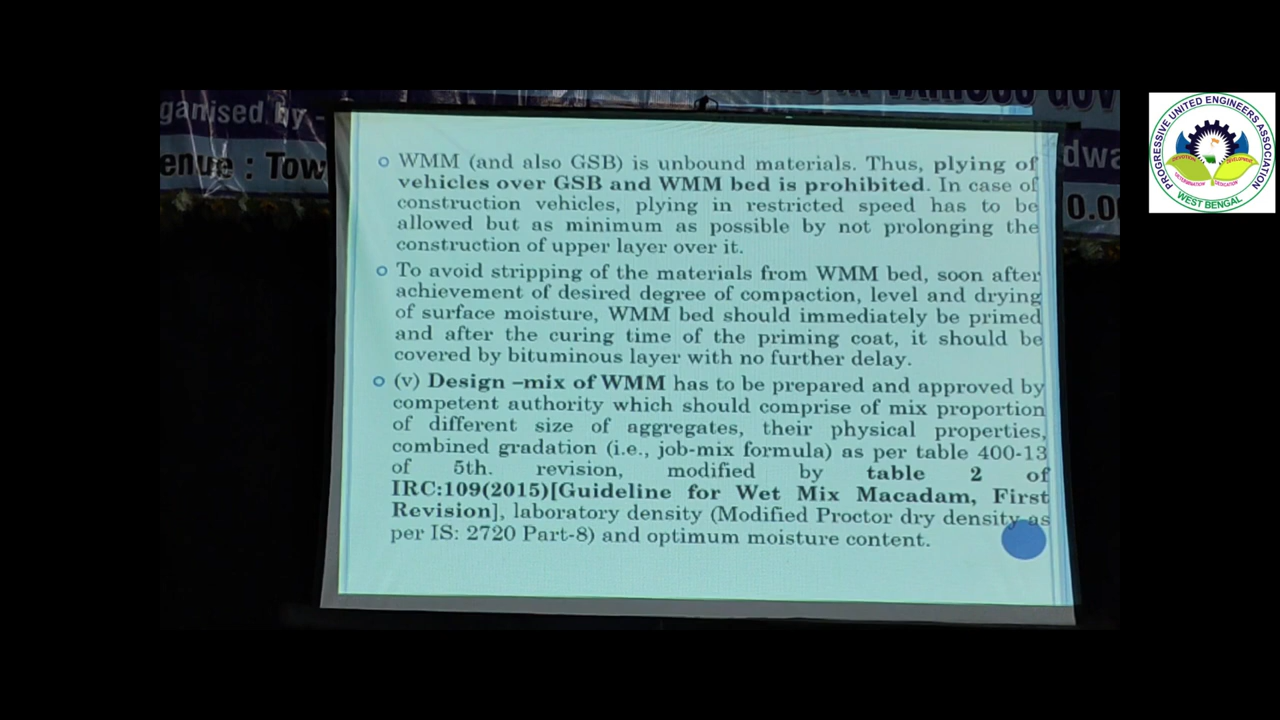 ganised by -
enue : Tow
WMM (and also GSB) is unbound materials. Thus, plying of
vehicles over GSB and WMM bed is prohibited. In case of
construction vehicles, plying in restricted speed has to be
allowed but as minimum as possible by not prolonging the
construction of upper layer over it.
To avoid stripping of the materials from WMM bed, soon after
achievement of desired degree of compaction, level and drying
of surface moisture, WMM bed should immediately be primed
and after the curing time of the priming coat, it should be
covered by bituminous layer with no further delay.
(v) Design –mix of WMM has to be prepared and approved by
competent authority which should comprise of mix proportion
of different size of aggregates, their physical properties,
combined gradation (i.e., job-mix formula) as per table 400-13
of 5th. revision, modified by table 2 of
IRC:109(2015)[Guideline for Wet Mix Macadam, First
Revision], laboratory density (Modified Proctor dry density as
per IS: 2720 Part-8) and optimum moisture content.
dwa
0.0
PROGRESSIVE UNITED ENGINEERS ASSOCIATION
DEVOTION
DEVELOPMENT
DETERMINATION
DEDICATION
WEST BENGAL